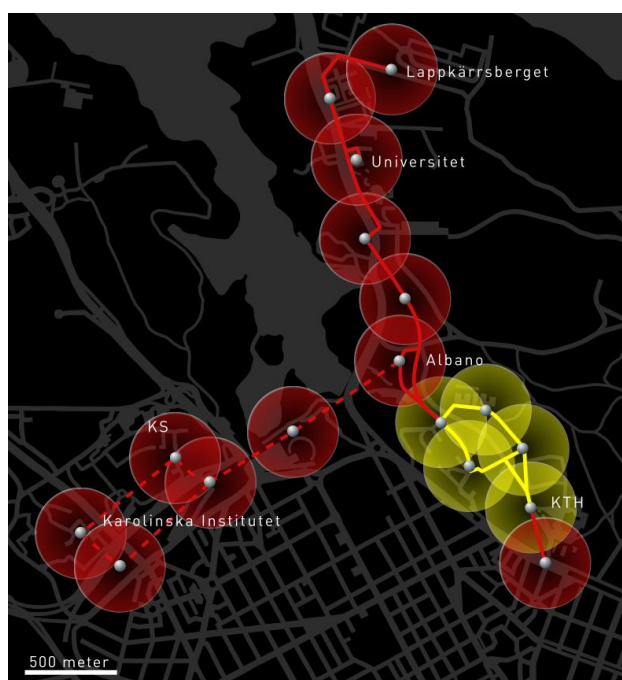 Lappkärrsberget
Universitet
Albano
KS
KTH
Karolinska Institutet
500 meter